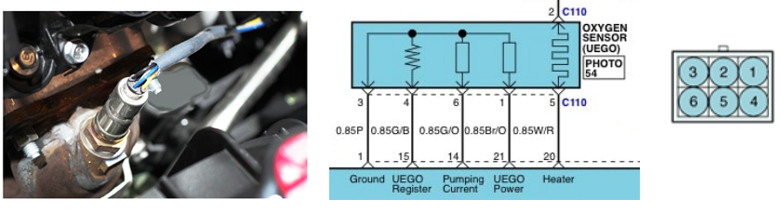 2 C110
OXYGEN
SENSOR
(UEGO)
PHOTO
54
3 4 6 1 5 C110
0.85P 0.85G/B 0.85G/O 0.85Br/O 0.85W/R
1 15 14 21 20
Ground UEGO Pumping UEGO Heater
Register Current Power
3 2 1
6 5 4